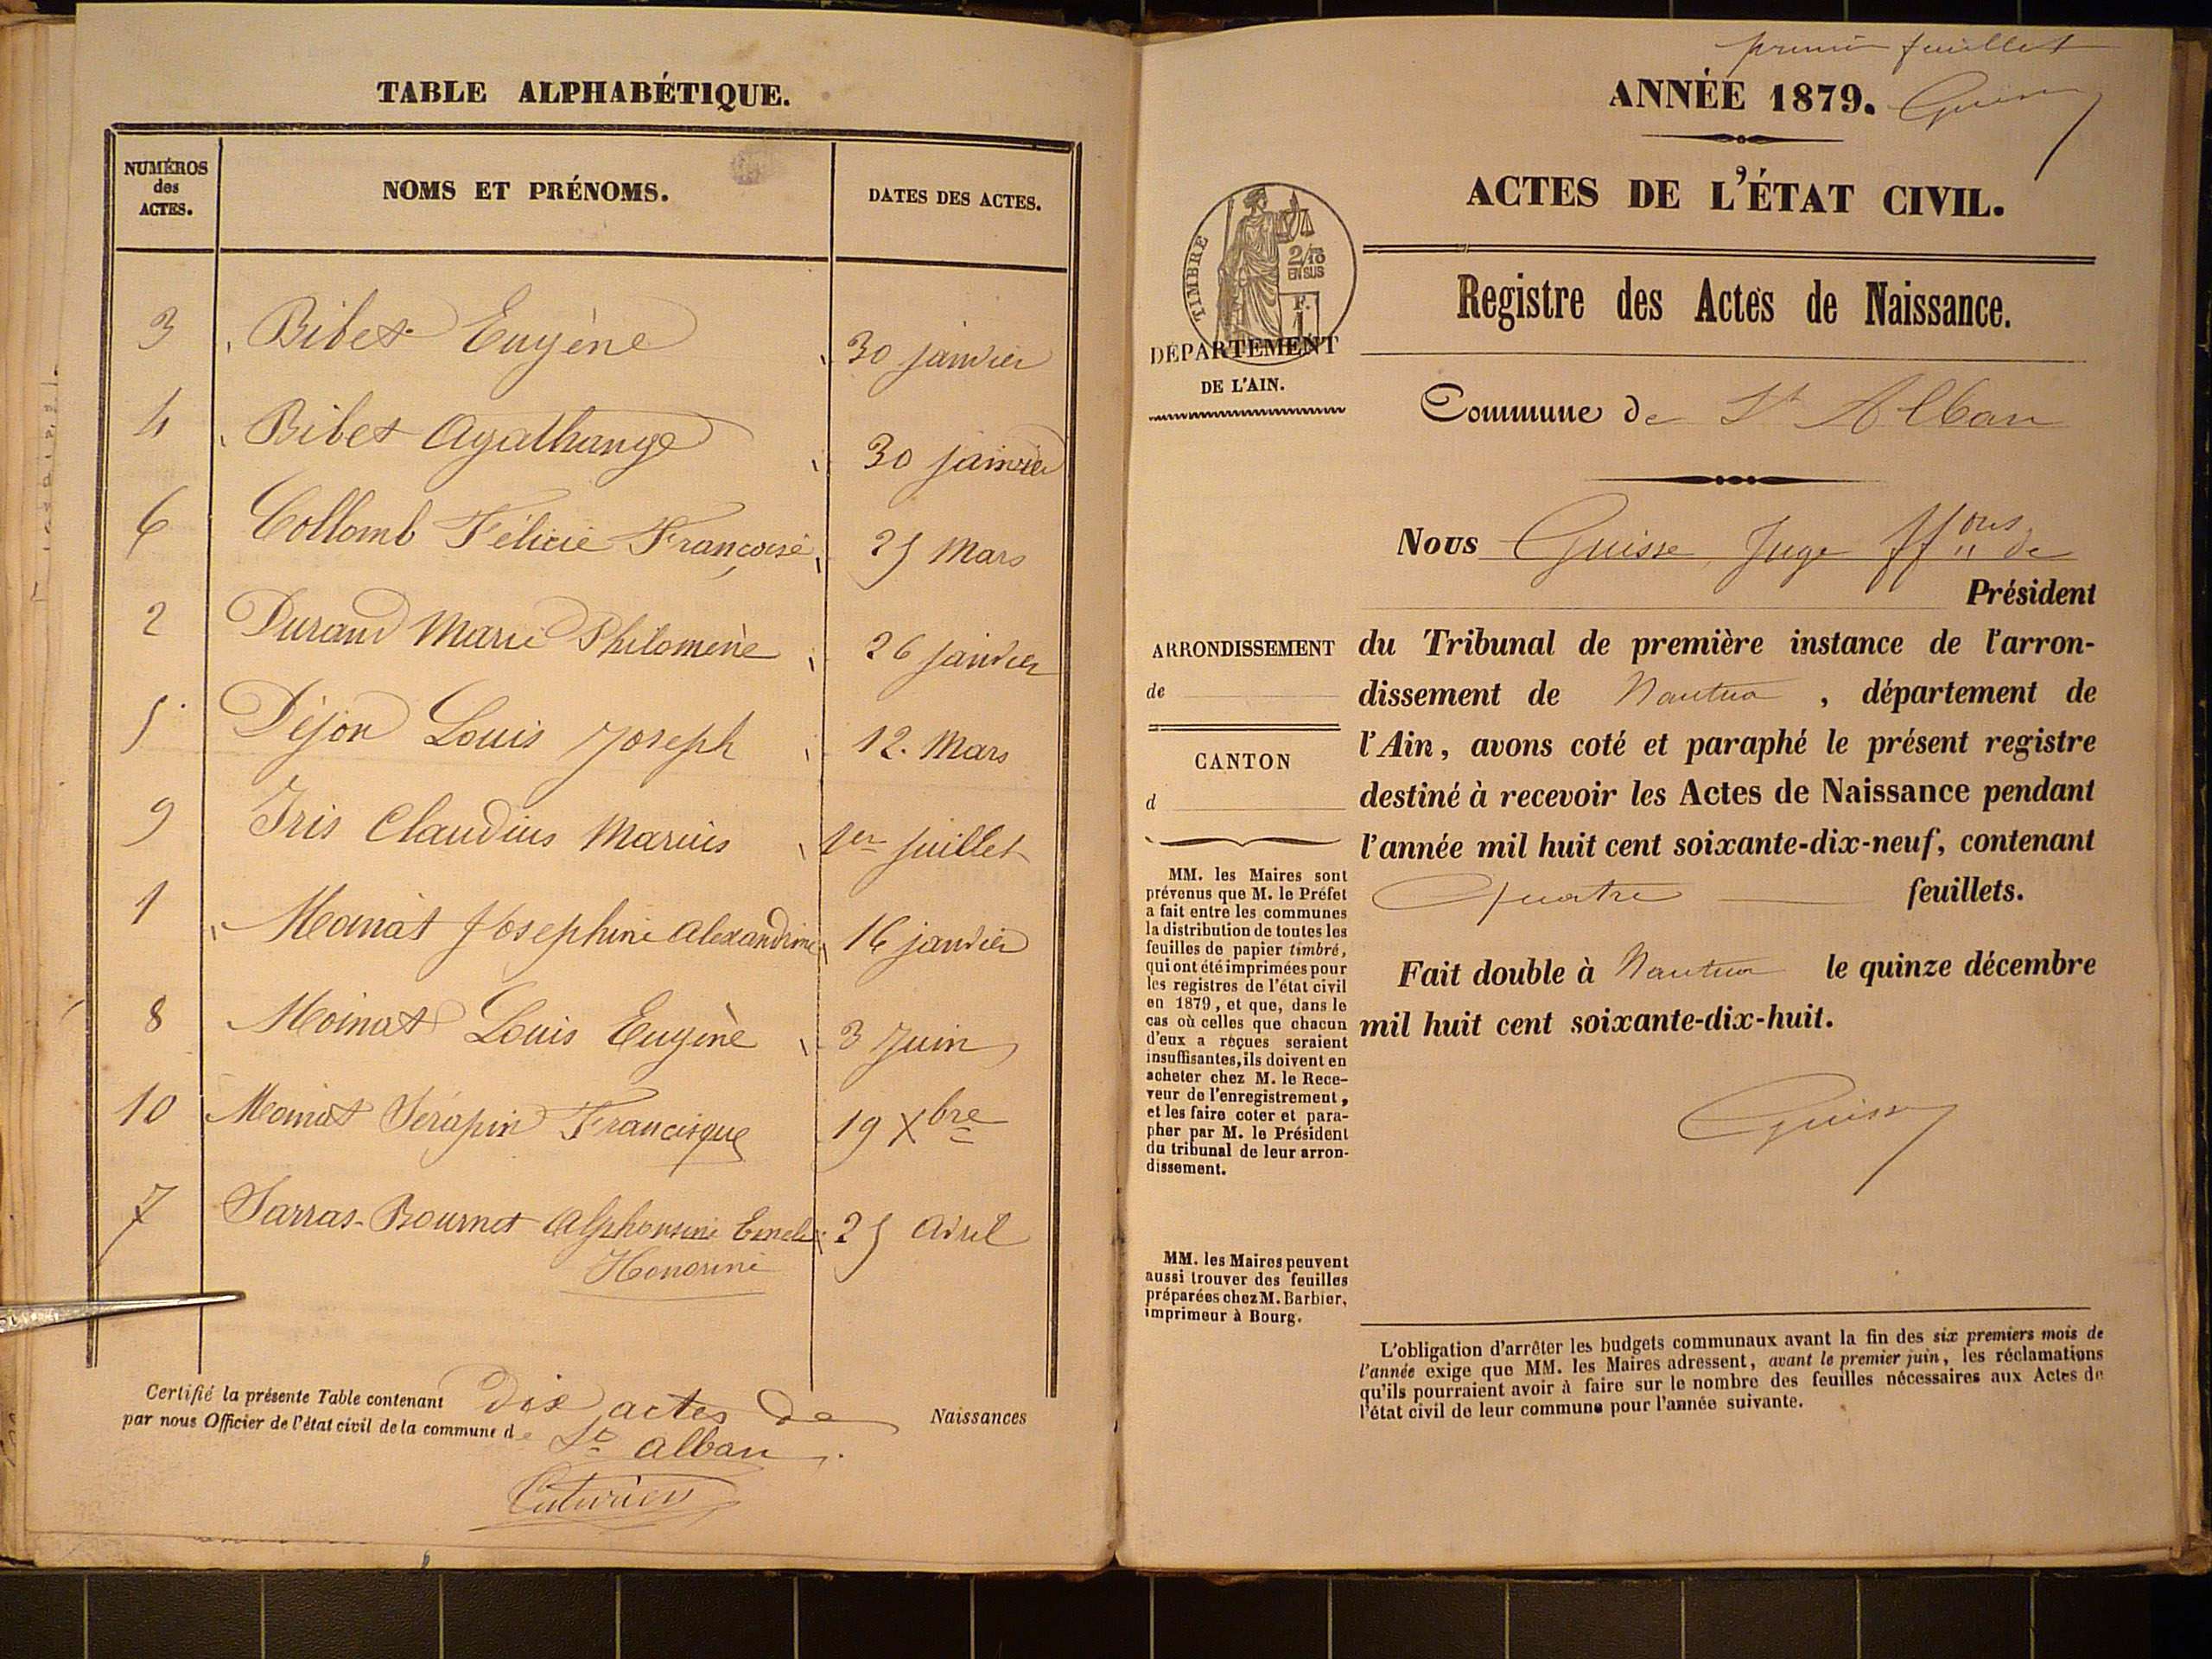 TABLE ALPHABÉTIQUE.
NUMÉROS des ACTES.
NOMS ET PRÉNOMS.
DATES DES ACTES.
3 Bibet Eugène 30 janvier
4 Bibet Agathange 30 janvier
6 Collomb Félicie Françoise 25 Mars
2 Durand Marie Philomène 26 janvier
5 Déjon Louis Joseph 12. Mars
9 Iris Claudius Marius 1er juillet
1 Moinat Joséphine Alexandrine 16 janvier
8 Moinat Louis Eugène 3 Juin
10 Moinat Sérapin Francisque 19 Xbre
7 Sarras-Bournet Alphonsine 25 Avril
Honorine
Certifié la présente Table contenant Dix actes de Naissances
par nous Officier de l'état civil de la commune de St Alban.
premier feuillet
ANNÉE 1879.
ACTES DE L'ÉTAT CIVIL.
TIMBRE
2/10
EN SUS
1 F.
Registre des Actes de Naissance.
DÉPARTEMENT
DE L'AIN.
Commune de St Alban
Nous Guisse, Juge ffons de
Président
ARRONDISSEMENT
de
CANTON
d
du Tribunal de première instance de l'arron-
dissement de Nantua, département de
l'Ain, avons coté et paraphé le présent registre
destiné à recevoir les Actes de Naissance pendant
l'année mil huit cent soixante-dix-neuf, contenant
Quatre feuillets.
Fait double à Nantua le quinze décembre
mil huit cent soixante-dix-huit.
Guisse
MM. les Maires sont
prévenus que M. le Préfet
a fait entre les communes
la distribution de toutes les
feuilles de papier timbré,
qui ont été imprimées pour
les registres de l'état civil
en 1879, et que, dans le
cas où celles que chacun
d'eux a reçues seraient
insuffisantes, ils doivent en
acheter chez M. le Rece-
veur de l'enregistrement,
et les faire coter et para-
pher par M. le Président
du tribunal de leur arron-
dissement.
MM. les Maires peuvent
aussi trouver des feuilles
préparées chez M. Barbier,
imprimeur à Bourg.
L'obligation d'arrêter les budgets communaux avant la fin des six premiers mois de
l'année exige que MM. les Maires adressent, avant le premier juin, les réclamations
qu'ils pourraient avoir à faire sur le nombre des feuilles nécessaires aux Actes de
l'état civil de leur commune pour l'année suivante.